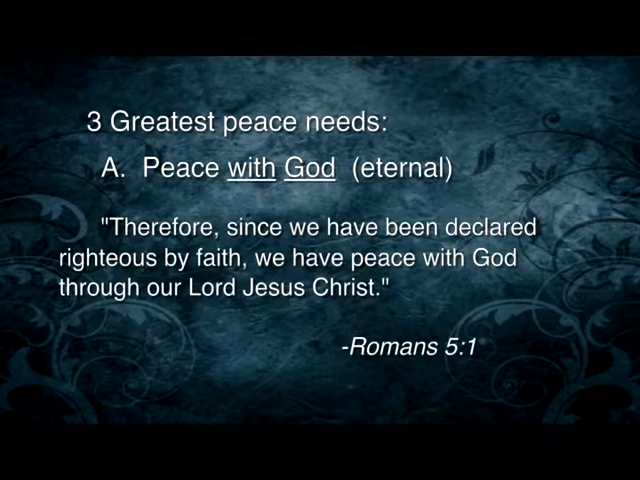 3 Greatest peace needs:
A. Peace with God (eternal)
"Therefore, since we have been declared
righteous by faith, we have peace with God
through our Lord Jesus Christ."
-Romans 5:1